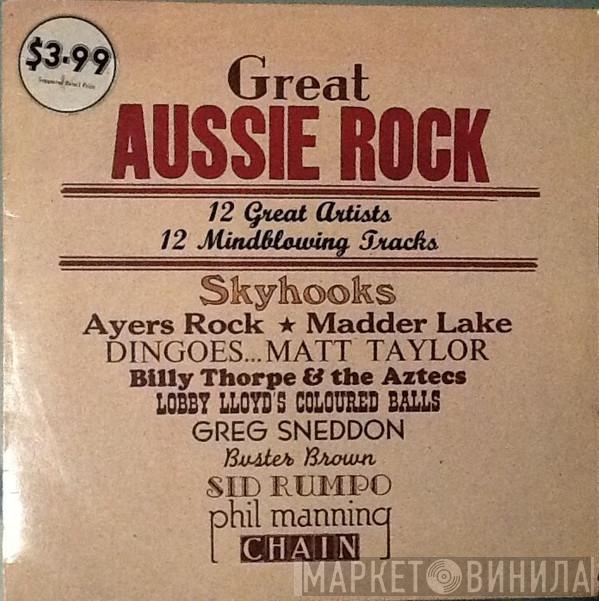 $3·99
Great
AUSSIE ROCK
12 Great Artists
12 Mindblowing Tracks
Skyhooks
Ayers Rock ★ Madder Lake
DINGOES...MATT TAYLOR
Billy Thorpe & the Aztecs
LOBBY LLOYD'S COLOURED BALLS
GREG SNEDDON
Buster Brown
SID RUMPO
phil manning
CHAIN
МАРКЕТ ВИНИЛА